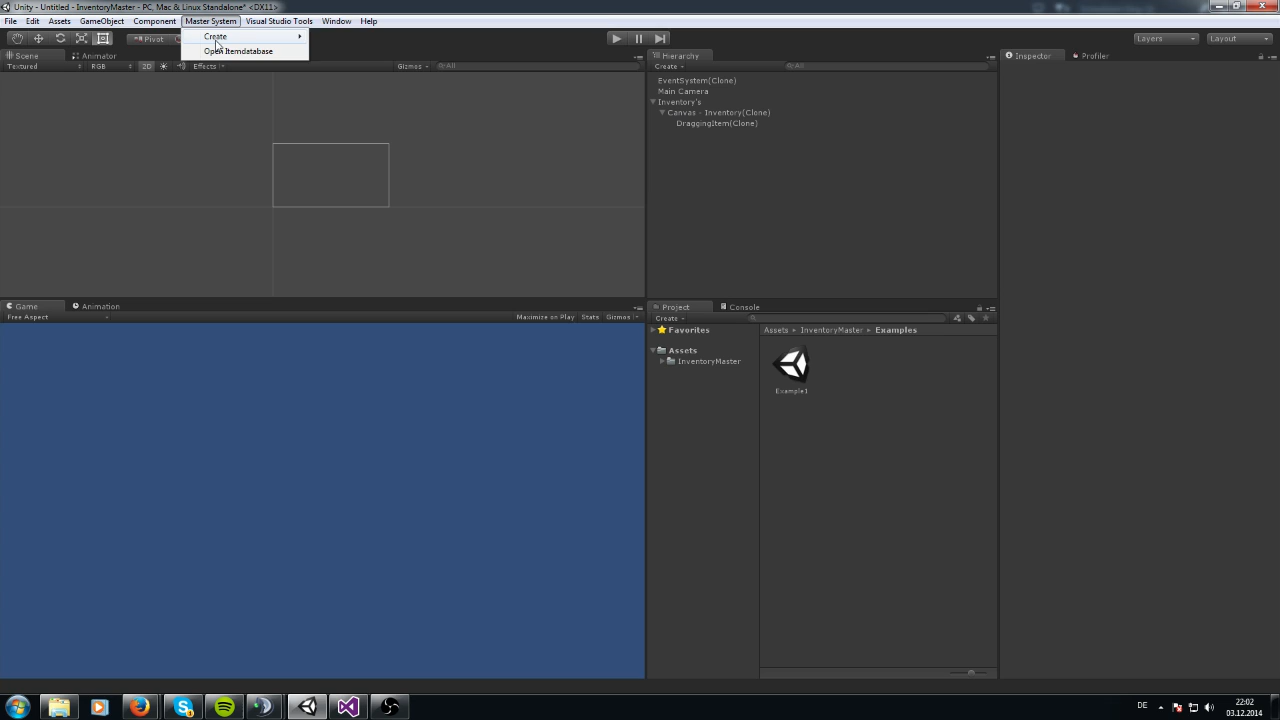 Unity - Untitled - InventoryMaster - PC, Mac & Linux Standalone* <DX11>
File Edit Assets GameObject Component Master System Visual Studio Tools Window Help
Pivot Create Layers Layout
Open Itemdatabase
Scene Animator Hierarchy Inspector Profiler
Textured RGB 2D Effects Gizmos All Create All
EventSystem(Clone)
Main Camera
Inventory's
Canvas - Inventory(Clone)
DraggingItem(Clone)
Game Animation Project Console
Free Aspect Maximize on Play Stats Gizmos Create
Favorites Assets InventoryMaster Examples
Assets
InventoryMaster
Example1
DE 22:02
03.12.2014